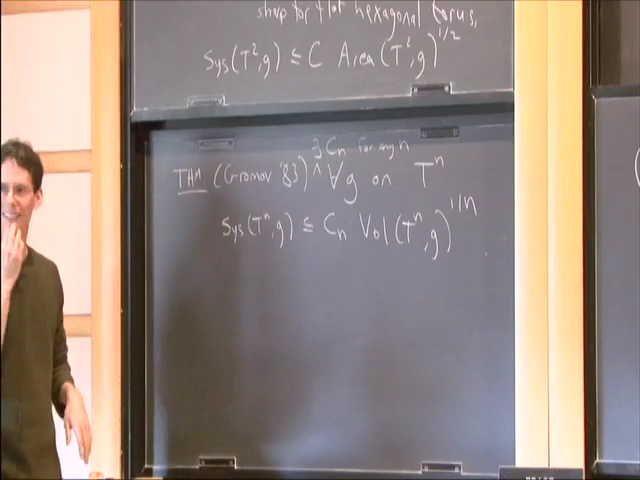 sharp for flat hexagonal torus.
Sys(T²,g) ≤ C Area(T²,g)^1/2
∃ Cₙ for any n
THM (Gromov '83) ^ ∀g on Tⁿ
Sys(Tⁿ,g) ≤ Cₙ Vol(Tⁿ,g)^1/n